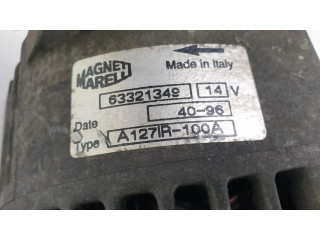 MAGNETI
MARELLI
Made in Italy
63321349 14 V
Date 40-96
Type A127IR-100A